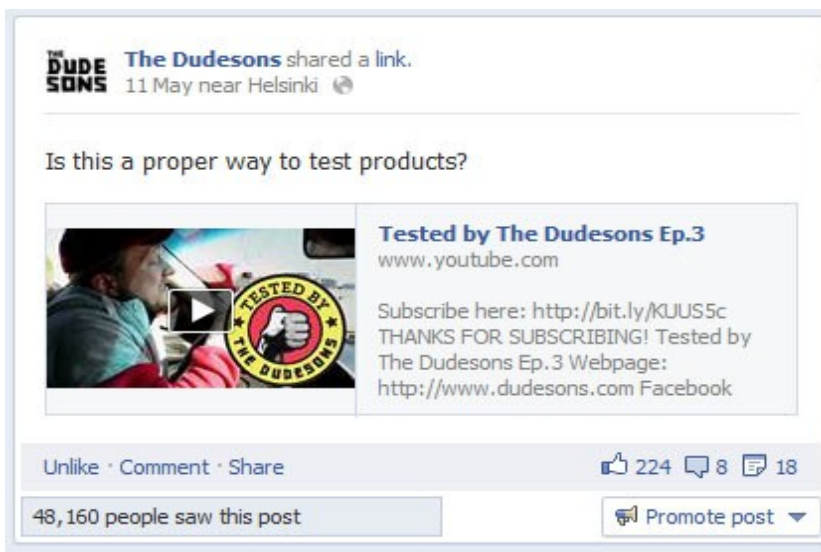 THE DUDESONS
The Dudesons shared a link.
11 May near Helsinki
Is this a proper way to test products?
TESTED BY THE DUDESONS
Tested by The Dudesons Ep.3
www.youtube.com
Subscribe here: http://bit.ly/KUUS5c
THANKS FOR SUBSCRIBING! Tested by
The Dudesons Ep.3 Webpage:
http://www.dudesons.com Facebook
Unlike · Comment · Share 224 8 18
48,160 people saw this post Promote post